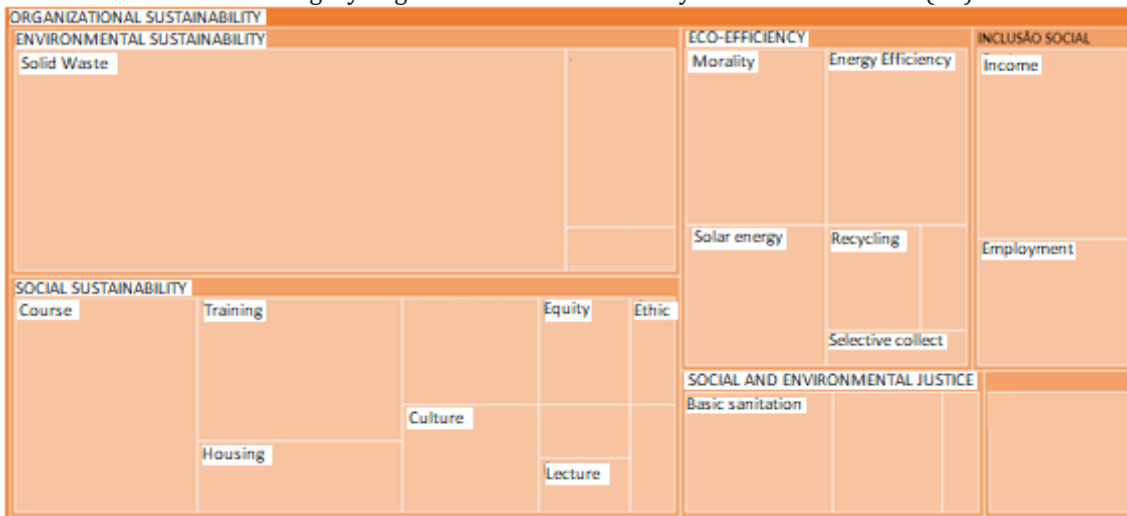 ORGANIZATIONAL SUSTAINABILITY
ENVIRONMENTAL SUSTAINABILITY
Solid Waste
ECO-EFFICIENCY
Morality
Energy Efficiency
Solar energy
Recycling
Selective collect
INCLUSÃO SOCIAL
Income
Employment
SOCIAL SUSTAINABILITY
Course
Training
Housing
Culture
Equity
Lecture
Ethic
SOCIAL AND ENVIRONMENTAL JUSTICE
Basic sanitation